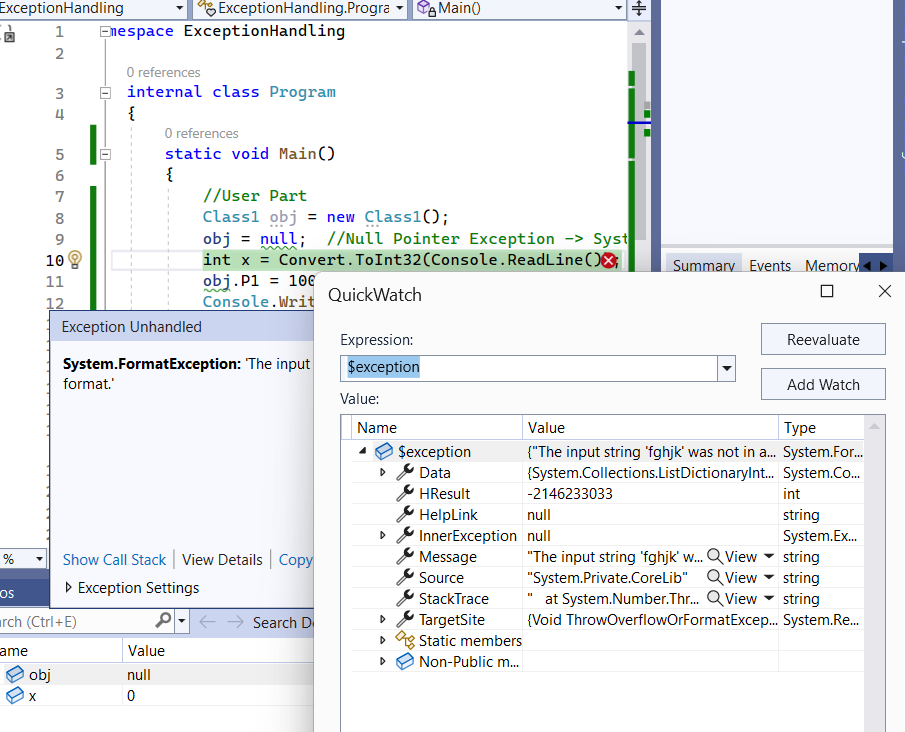 ExceptionHandling ExceptionHandling.Progra Main()
1 mespace ExceptionHandling
2
0 references
3 internal class Program
4 {
0 references
5 static void Main()
6 {
7 //User Part
8 Class1 obj = new Class1();
9 obj = null; //Null Pointer Exception -> Syst
10 int x = Convert.ToInt32(Console.ReadLine());
11 obj.P1 = 100
12 Console.Writ
Summary Events Memory
Exception Unhandled
System.FormatException: 'The input
format.'
Show Call Stack View Details Copy
Exception Settings
QuickWatch
Expression:
Reevaluate
$exception
Add Watch
Value:
Name Value Type
$exception {"The input string 'fghjk' was not in a... System.For...
Data {System.Collections.ListDictionaryInt... System.Co...
HResult -2146233033 int
HelpLink null string
InnerException null System.Ex...
Message "The input string 'fghjk' w... View string
Source "System.Private.CoreLib" View string
StackTrace "   at System.Number.Thr... View string
TargetSite {Void ThrowOverflowOrFormatExcep... System.Re...
Static members
Non-Public m...
%
os
rch (Ctrl+E) Search De
ame Value
obj null
x 0